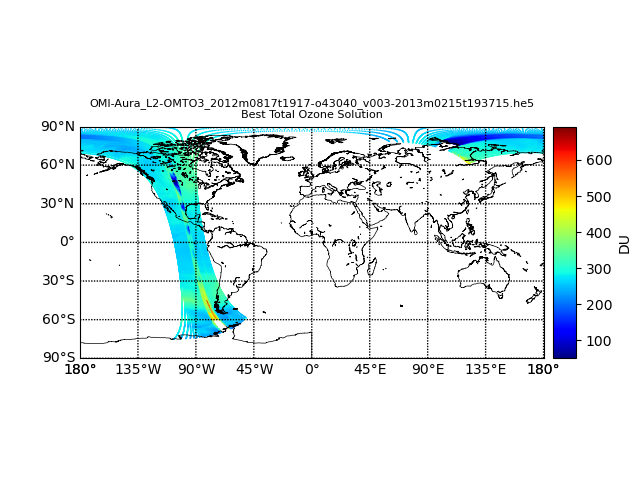 OMI-Aura_L2-OMTO3_2012m0817t1917-o43040_v003-2013m0215t193715.he5
Best Total Ozone Solution
90°N
60°N
30°N
0°
30°S
60°S
90°S
180° 135°W 90°W 45°W 0° 45°E 90°E 135°E 180°
600
500
400
300
200
100
DU